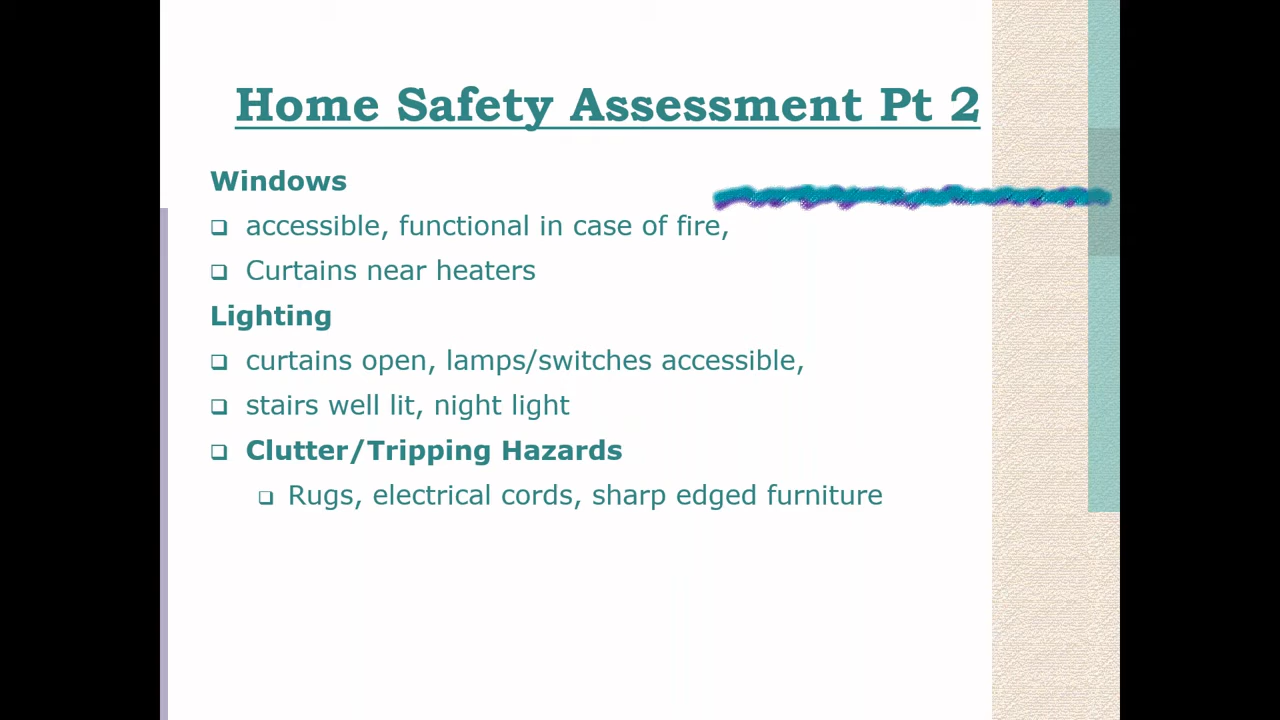 Home Safety Assessment Pt 2
Windows
❑ accessible, functional in case of fire,
❑ Curtains near heaters
Lighting
❑ curtains open, lamps/switches accessible,
❑ stairs well lit, night light
❑ Clutter/Tripping Hazards
❑ Rugs, electrical cords, sharp edged furniture